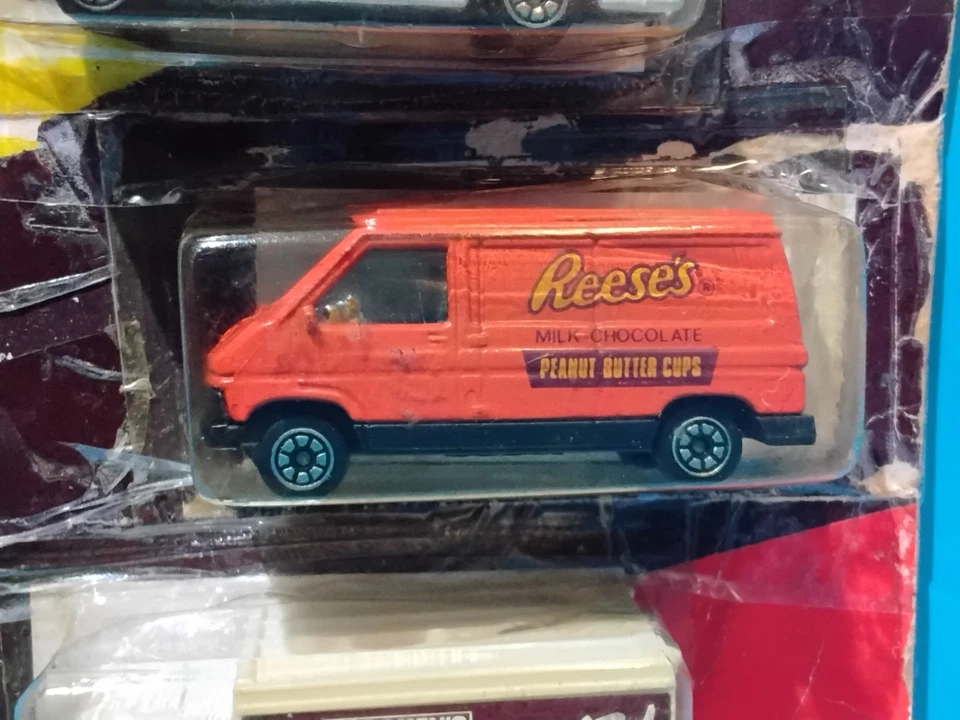 Reese's ®
MILK CHOCOLATE
PEANUT BUTTER CUPS